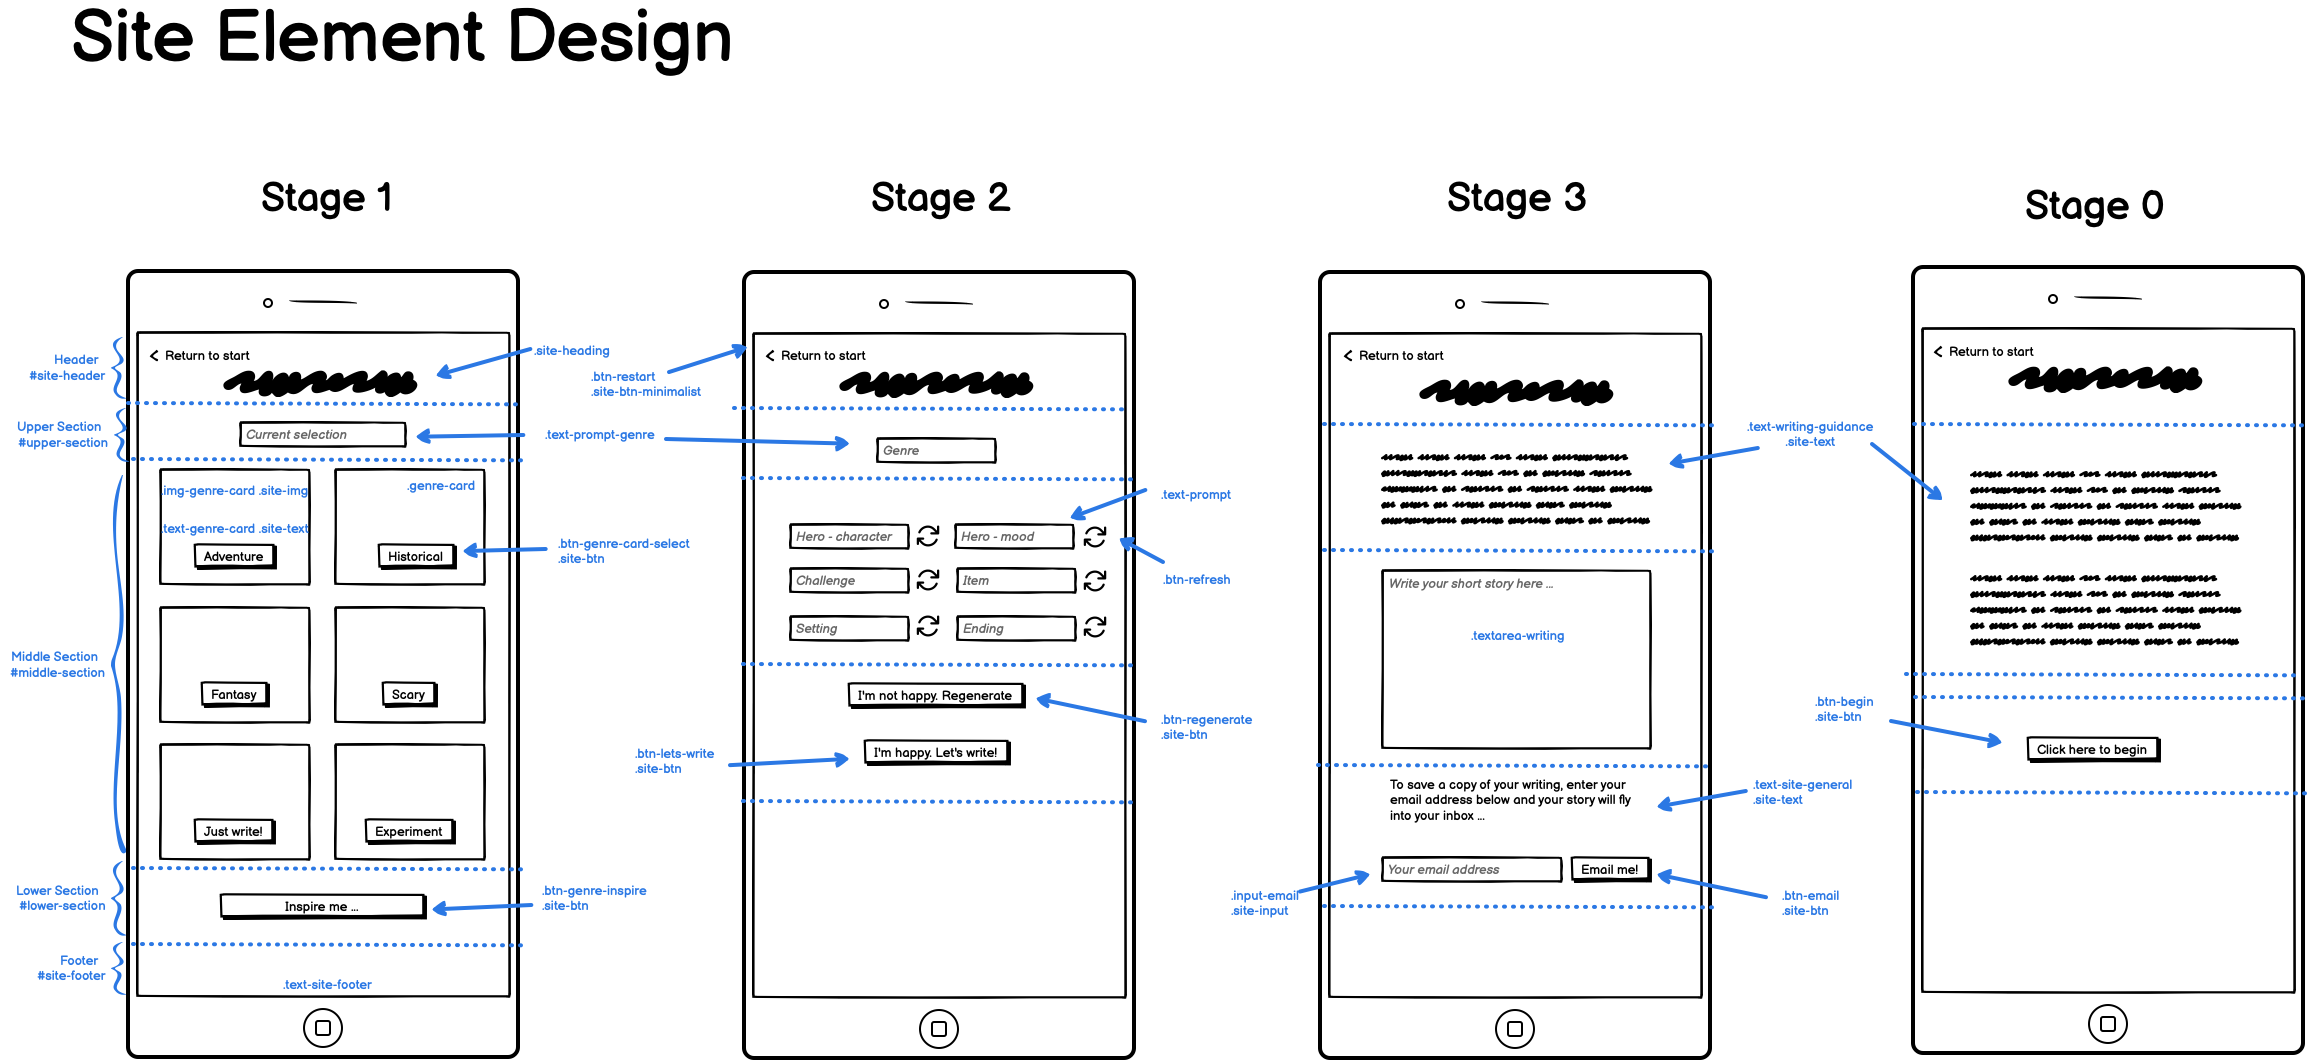 Site Element Design
Stage 1
Stage 2
Stage 3
Stage 0
Header
#site-header
Upper Section
#upper-section
Middle Section
#middle-section
Lower Section
#lower-section
Footer
#site-footer
Return to start
.site-heading
Current selection
.text-prompt-genre
.img-genre-card .site-img
.text-genre-card .site-text
Adventure
.genre-card
Historical
.btn-genre-card-select
.site-btn
Fantasy
Scary
Just write!
Experiment
Inspire me ...
.btn-genre-inspire
.site-btn
.text-site-footer
.btn-restart
.site-btn-minimalist
Return to start
Genre
.text-prompt
Hero - character
Hero - mood
.btn-refresh
Challenge
Item
Setting
Ending
I'm not happy. Regenerate
.btn-regenerate
.site-btn
I'm happy. Let's write!
.btn-lets-write
.site-btn
Return to start
.text-writing-guidance
.site-text
Write your short story here ...
.textarea-writing
To save a copy of your writing, enter your
email address below and your story will fly
into your inbox ...
.text-site-general
.site-text
Your email address
Email me!
.input-email
.site-input
.btn-email
.site-btn
Return to start
.btn-begin
.site-btn
Click here to begin